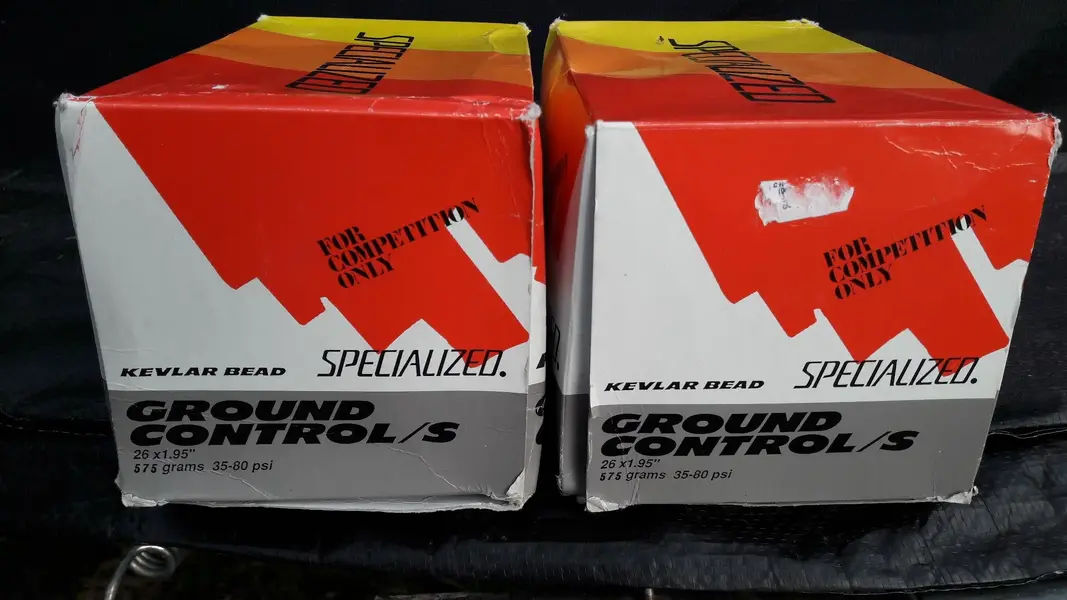 SPECIALIZED
FOR
COMPETITION
ONLY
KEVLAR BEAD
SPECIALIZED.
GROUND
CONTROL/S
26 x1.95"
575 grams 35-80 psi
SPECIALIZED
FOR
COMPETITION
ONLY
KEVLAR BEAD
SPECIALIZED.
GROUND
CONTROL/S
26 x1.95"
575 grams 35-80 psi